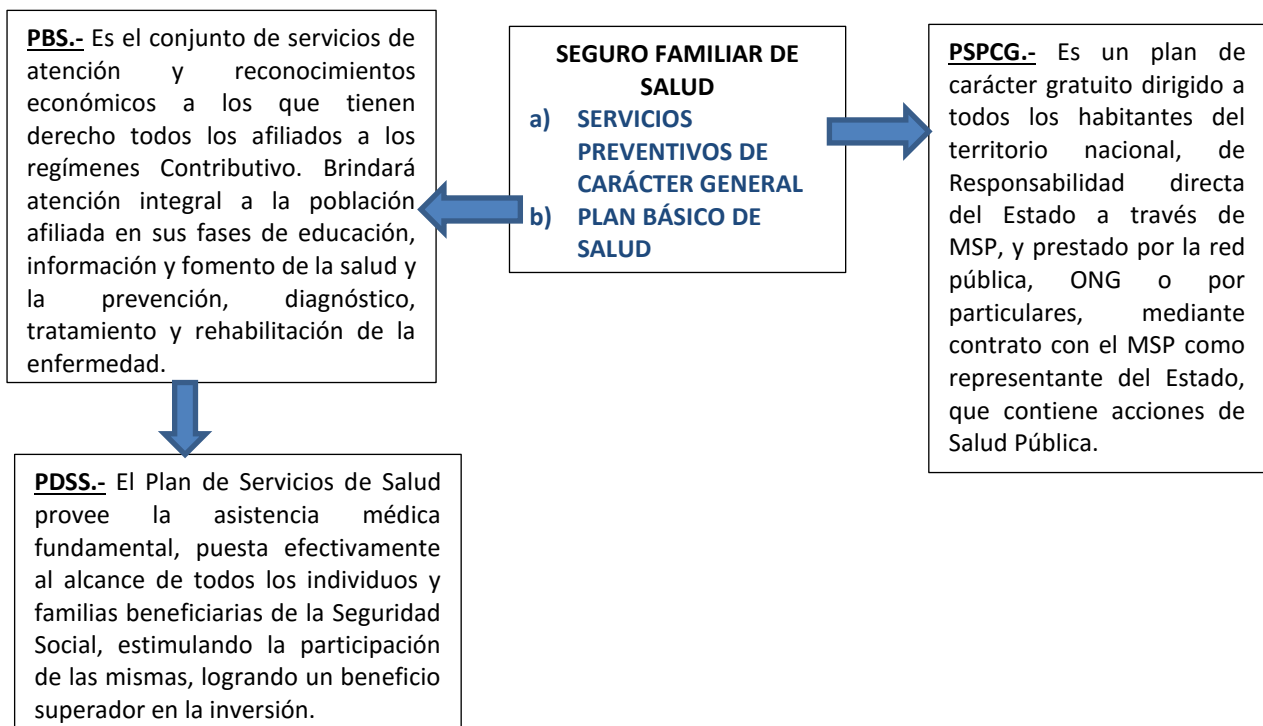 PBS.- Es el conjunto de servicios de
atención y reconocimientos
económicos a los que tienen
derecho todos los afiliados a los
regímenes Contributivo. Brindará
atención integral a la población
afiliada en sus fases de educación,
información y fomento de la salud y
la prevención, diagnóstico,
tratamiento y rehabilitación de la
enfermedad.
SEGURO FAMILIAR DE
SALUD
a) SERVICIOS
PREVENTIVOS DE
CARÁCTER GENERAL
b) PLAN BÁSICO DE
SALUD
PSPCG.- Es un plan de
carácter gratuito dirigido a
todos los habitantes del
territorio nacional, de
Responsabilidad directa
del Estado a través de
MSP, y prestado por la red
pública, ONG o por
particulares, mediante
contrato con el MSP como
representante del Estado,
que contiene acciones de
Salud Pública.
PDSS.- El Plan de Servicios de Salud
provee la asistencia médica
fundamental, puesta efectivamente
al alcance de todos los individuos y
familias beneficiarias de la Seguridad
Social, estimulando la participación
de las mismas, logrando un beneficio
superador en la inversión.